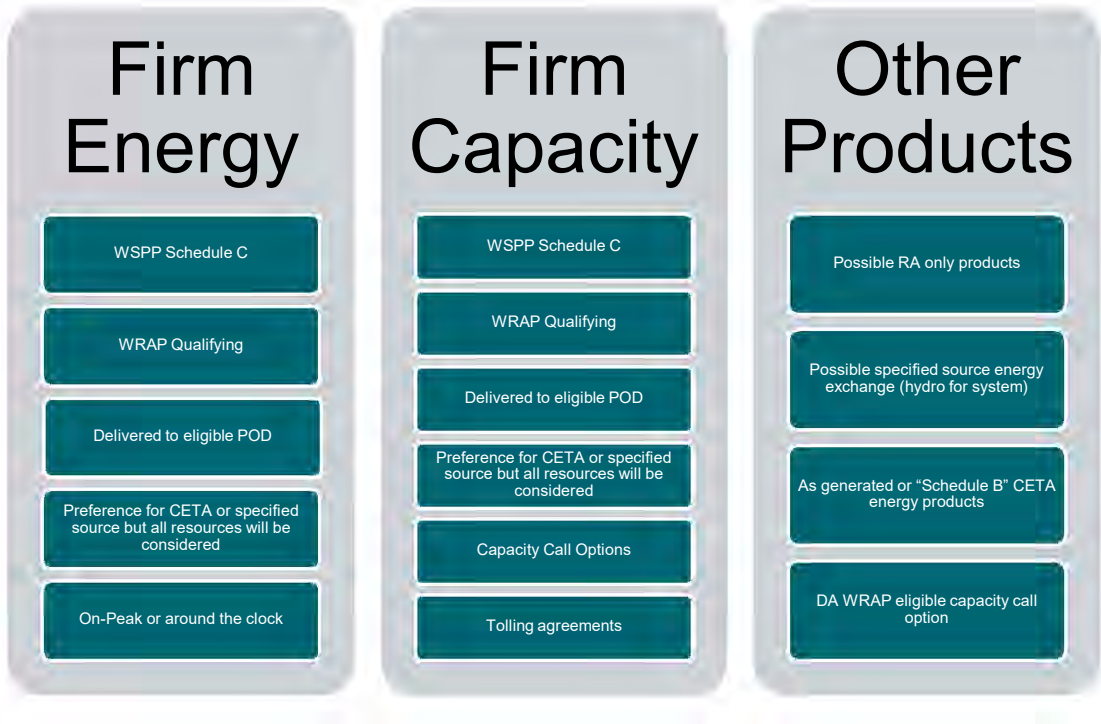 Firm
Energy
WSPP Schedule C
WRAP Qualifying
Delivered to eligible POD
Preference for CETA or specified
source but all resources will be
considered
On-Peak or around the clock
Firm
Capacity
WSPP Schedule C
WRAP Qualifying
Delivered to eligible POD
Preference for CETA or specified
source but all resources will be
considered
Capacity Call Options
Tolling agreements
Other
Products
Possible RA only products
Possible specified source energy
exchange (hydro for system)
As generated or “Schedule B” CETA
energy products
DA WRAP eligible capacity call
option